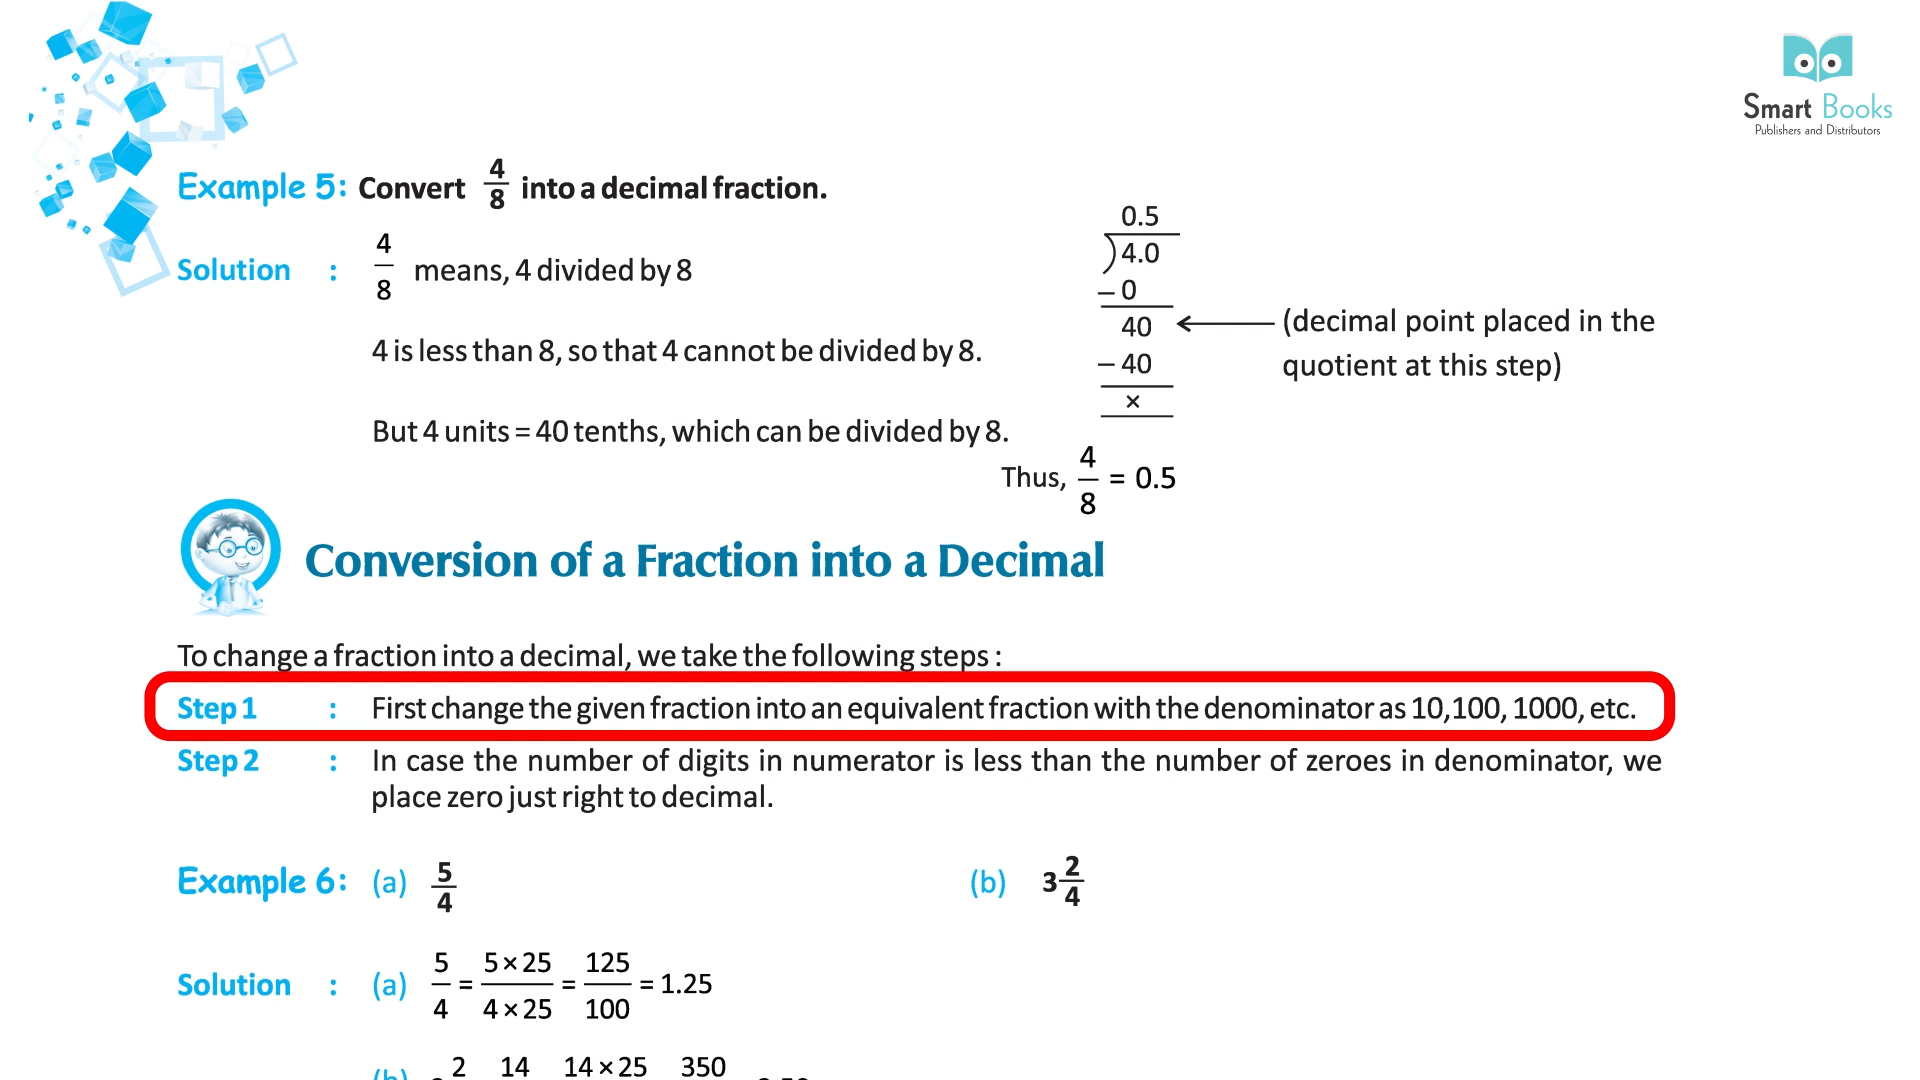 Smart Books
Publishers and Distributors
Example 5: Convert 4/8 into a decimal fraction.
Solution : 4/8 means, 4 divided by 8
4 is less than 8, so that 4 cannot be divided by 8.
But 4 units = 40 tenths, which can be divided by 8.
0.5
)4.0
– 0
40
– 40
×
(decimal point placed in the
quotient at this step)
Thus, 4/8 = 0.5
Conversion of a Fraction into a Decimal
To change a fraction into a decimal, we take the following steps :
Step 1 : First change the given fraction into an equivalent fraction with the denominator as 10,100, 1000, etc.
Step 2 : In case the number of digits in numerator is less than the number of zeroes in denominator, we
place zero just right to decimal.
Example 6: (a) 5/4 (b) 3 2/4
Solution : (a) 5/4 = 5 × 25/4 × 25 = 125/100 = 1.25
(b) 2 14 14 × 25 350